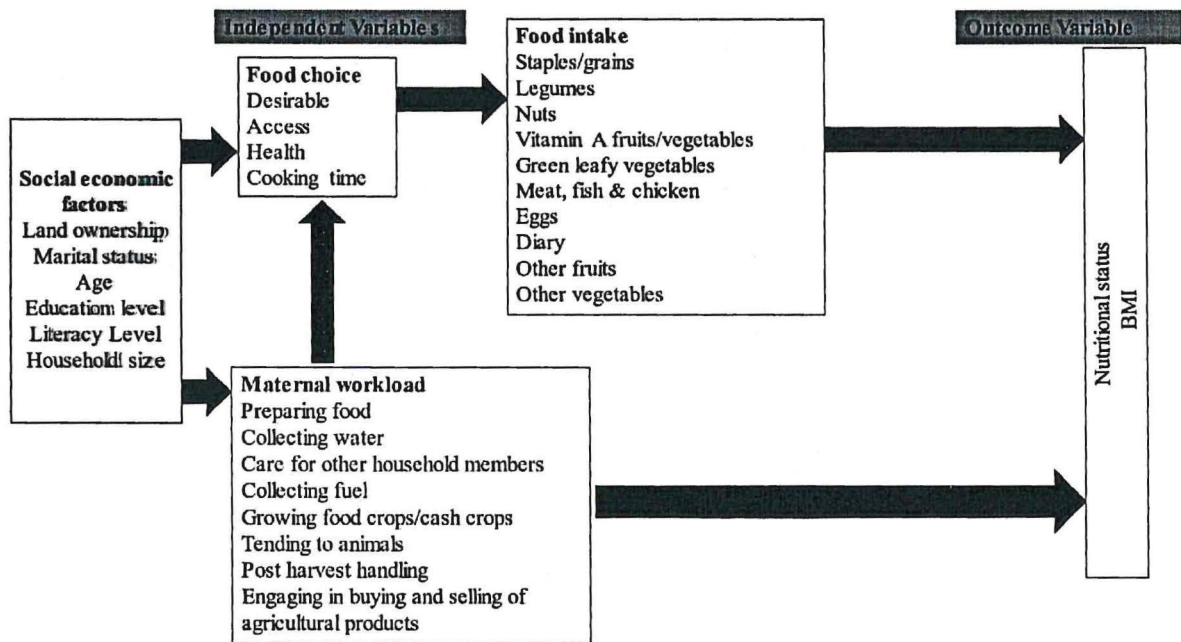 Independent Variables
Outcome Variable
Social economic
factors
Land ownership
Marital status
Age
Education level
Literacy Level
Household size
Food choice
Desirable
Access
Health
Cooking time
Food intake
Staples/grains
Legumes
Nuts
Vitamin A fruits/vegetables
Green leafy vegetables
Meat, fish & chicken
Eggs
Diary
Other fruits
Other vegetables
Maternal workload
Preparing food
Collecting water
Care for other household members
Collecting fuel
Growing food crops/cash crops
Tending to animals
Post harvest handling
Engaging in buying and selling of
agricultural products
Nutritional status
BMI